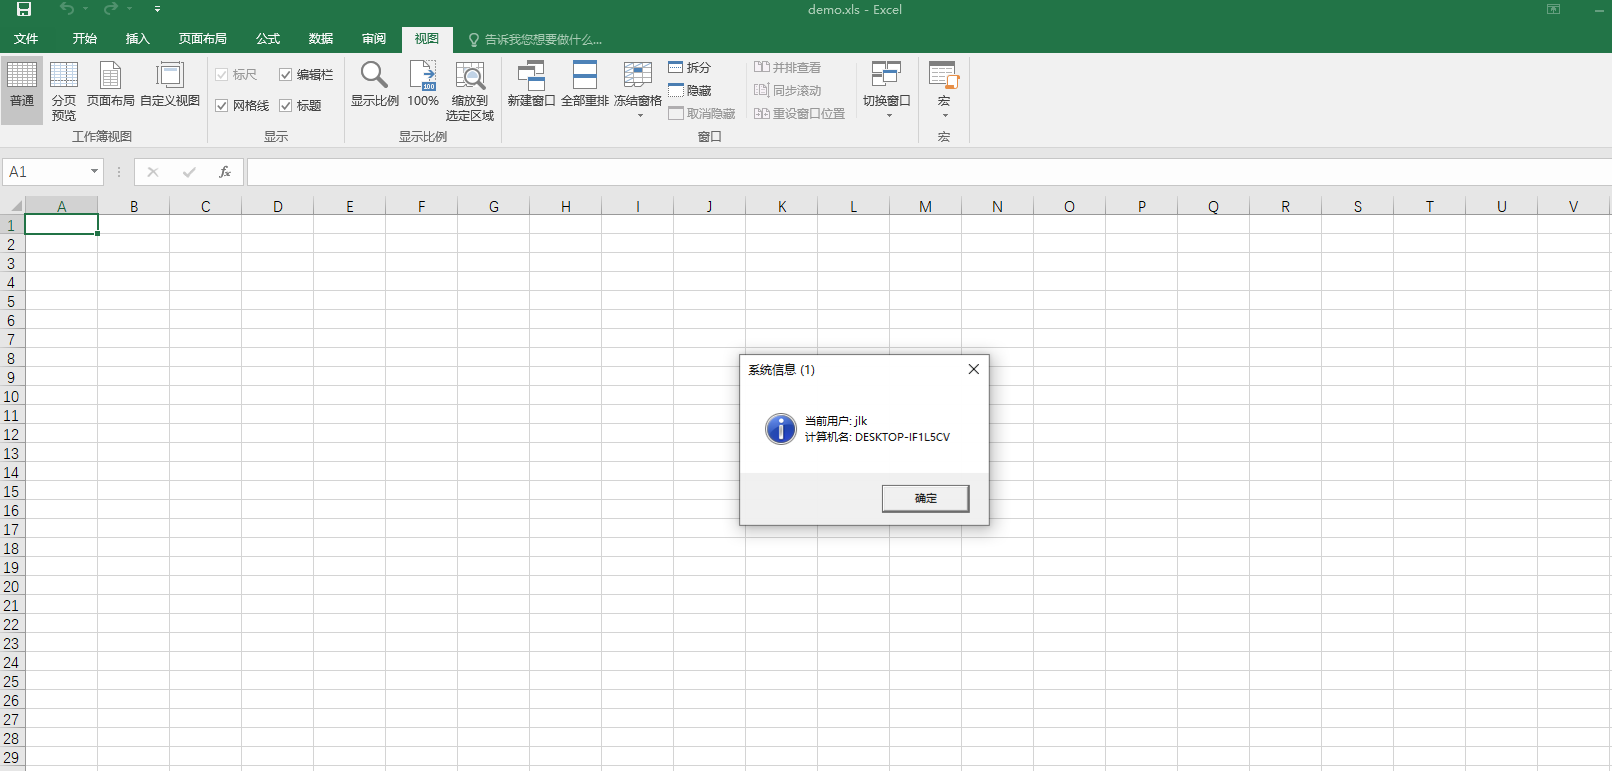 demo.xls - Excel
文件 开始 插入 页面布局 公式 数据 审阅 视图 告诉我您想要做什么...
普通
分页
预览
页面布局
自定义视图
工作簿视图
标尺
编辑栏
网格线
标题
显示
显示比例
100
100%
缩放到
选定区域
显示比例
新建窗口
全部重排
冻结窗格
拆分
隐藏
取消隐藏
并排查看
同步滚动
重设窗口位置
切换窗口
窗口
宏
宏
A1
fx
A B C D E F G H I J K L M N O P Q R S T U V
1
2
3
4
5
6
7
8
9
10
11
12
13
14
15
16
17
18
19
20
21
22
23
24
25
26
27
28
29
系统信息 (1)
当前用户: jlk
计算机名: DESKTOP-IF1L5CV
确定